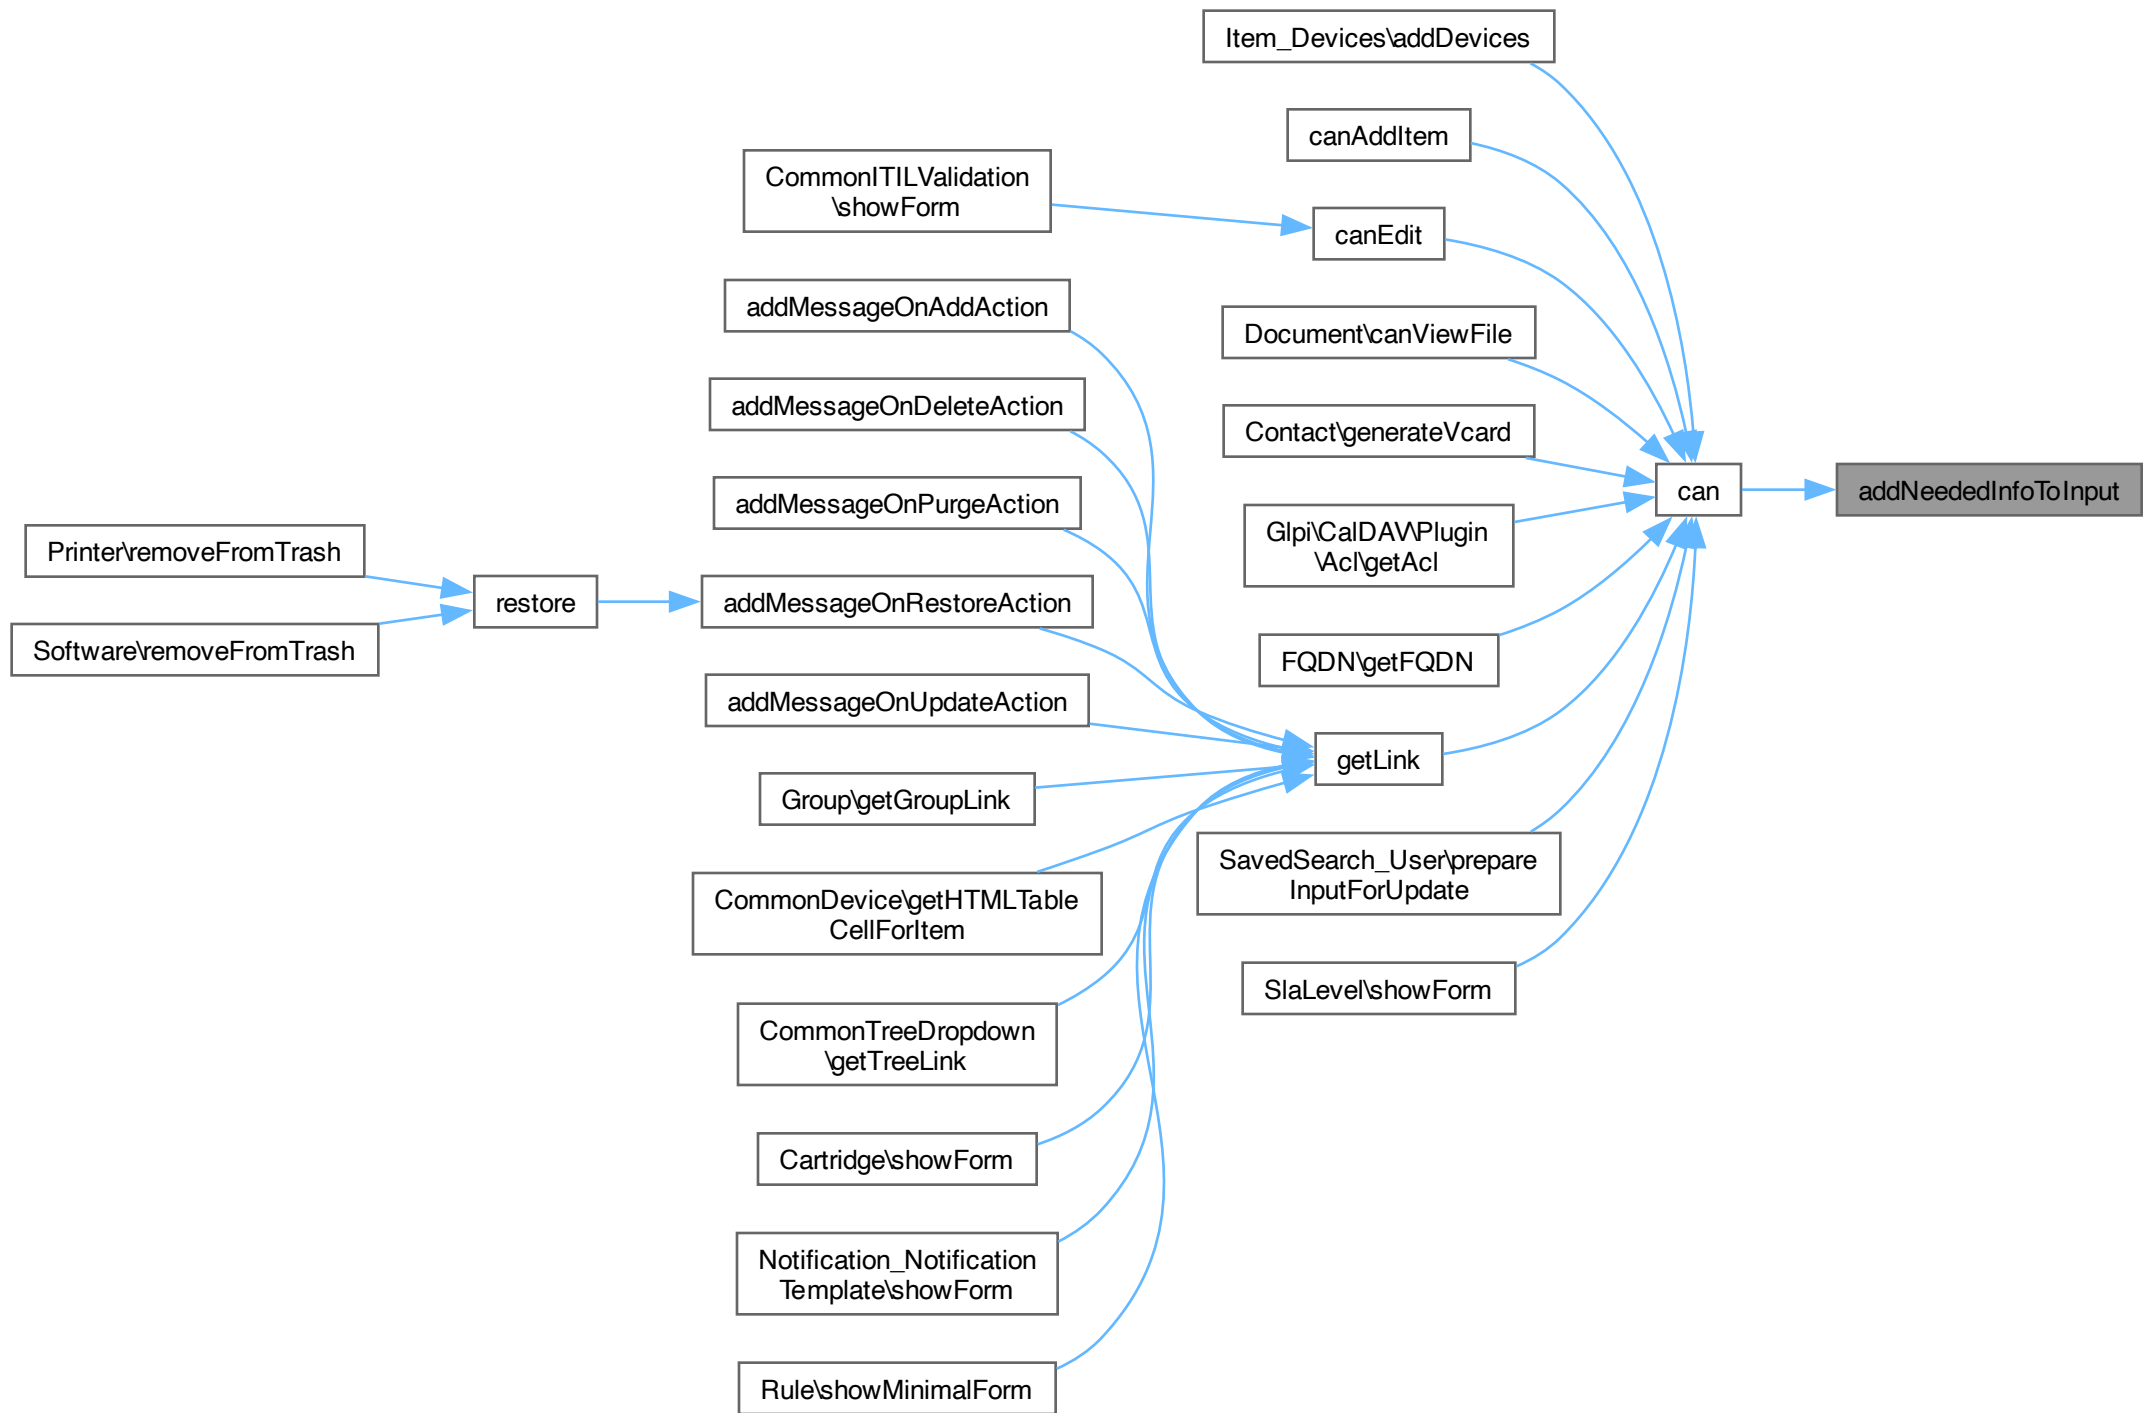 Item_Devices\addDevices
canAddItem
CommonITILValidation
\showForm
canEdit
addMessageOnAddAction
Document\canViewFile
addMessageOnDeleteAction
Contact\generateVcard
can
addNeededInfoToInput
addMessageOnPurgeAction
Glpi\CalDAV\Plugin
\Acl\getAcl
Printer\removeFromTrash
restore
addMessageOnRestoreAction
Software\removeFromTrash
FQDN\getFQDN
addMessageOnUpdateAction
getLink
Group\getGroupLink
SavedSearch_User\prepare
InputForUpdate
CommonDevice\getHTMLTable
CellForItem
SlaLevel\showForm
CommonTreeDropdown
\getTreeLink
Cartridge\showForm
Notification_Notification
Template\showForm
Rule\showMinimalForm